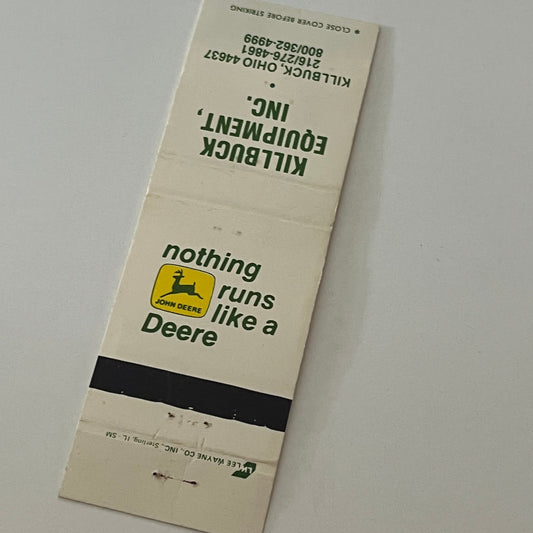 * CLOSE COVER BEFORE STRIKING
KILLBUCK
EQUIPMENT,
INC.
•
KILLBUCK, OHIO 44637
216/276-4861
800/362-4999
nothing
runs
like a
Deere
JOHN DEERE
LEE WAYNE CO., INC., Sterling, IL - SM